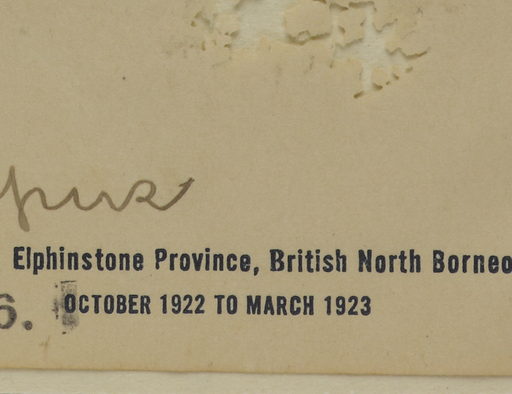 Elphinstone Province, British North Borneo
6. OCTOBER 1922 TO MARCH 1923